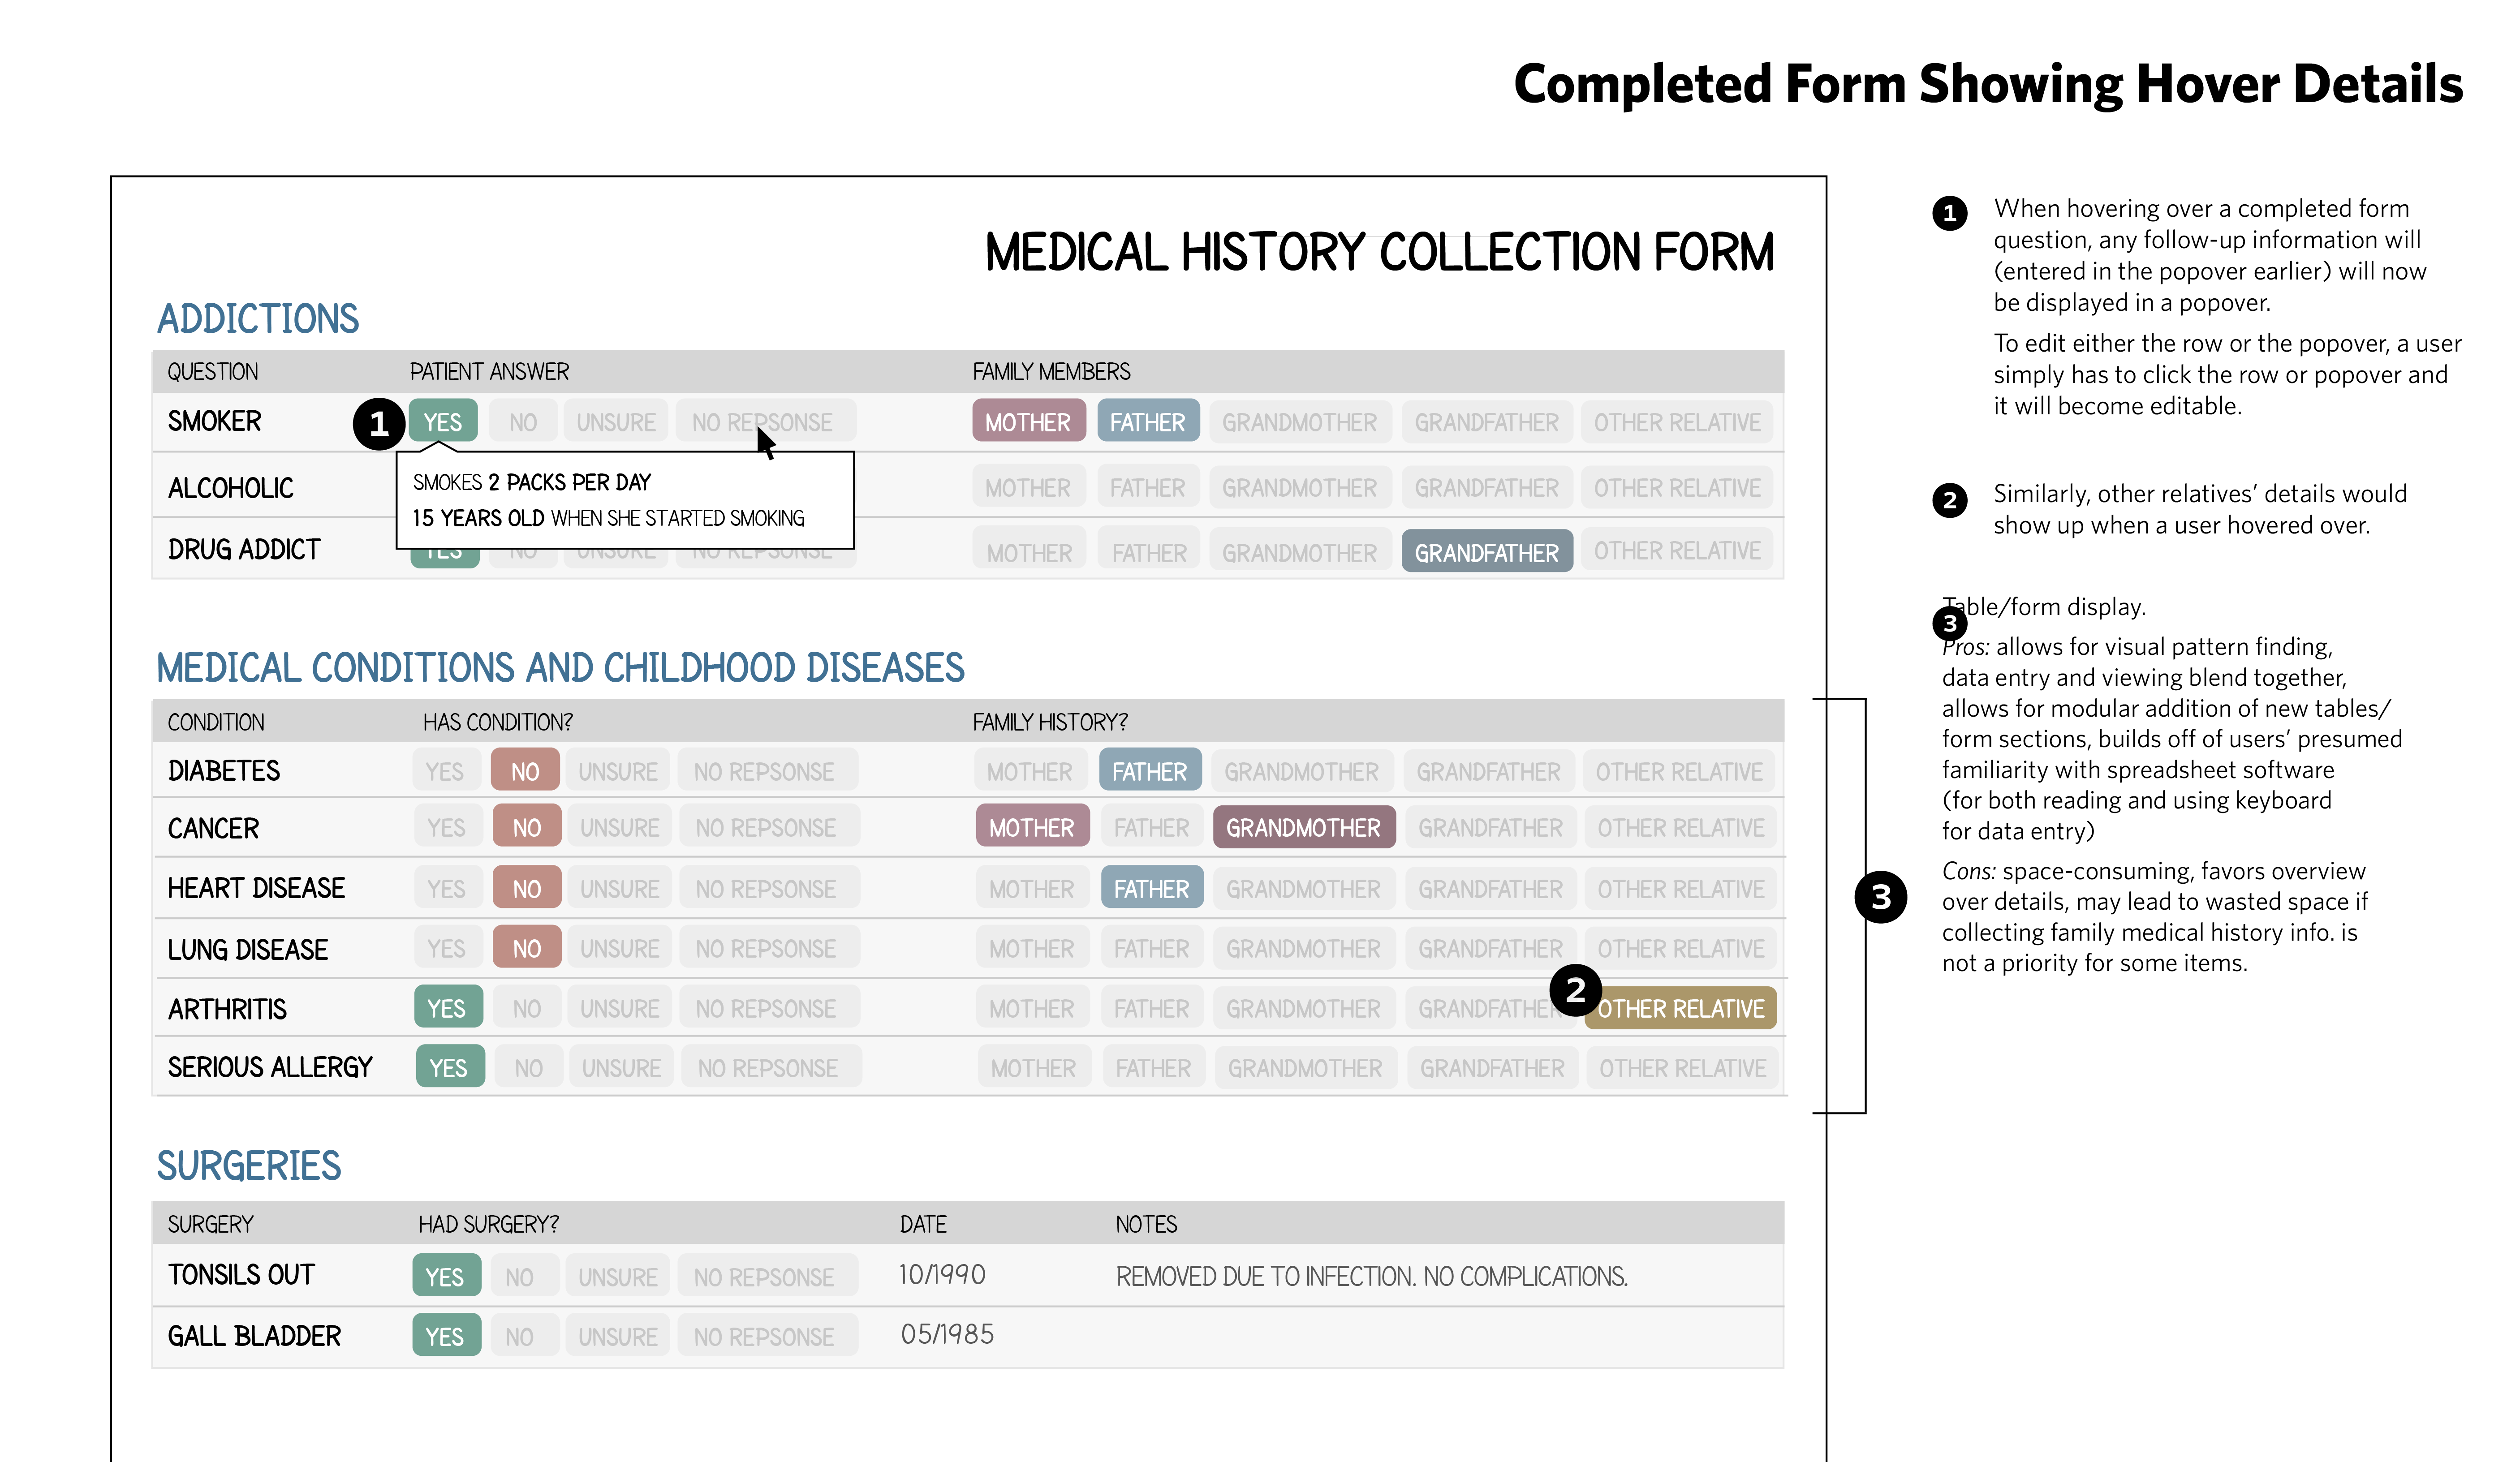 Completed Form Showing Hover Details
MEDICAL HISTORY COLLECTION FORM
ADDICTIONS
QUESTION PATIENT ANSWER FAMILY MEMBERS
SMOKER 1 YES NO UNSURE NO REPSONSE MOTHER FATHER GRANDMOTHER GRANDFATHER OTHER RELATIVE
SMOKES 2 PACKS PER DAY
15 YEARS OLD WHEN SHE STARTED SMOKING
ALCOHOLIC MOTHER FATHER GRANDMOTHER GRANDFATHER OTHER RELATIVE
DRUG ADDICT YES NO UNSURE NO REPSONSE MOTHER FATHER GRANDMOTHER GRANDFATHER OTHER RELATIVE
MEDICAL CONDITIONS AND CHILDHOOD DISEASES
CONDITION HAS CONDITION? FAMILY HISTORY?
DIABETES YES NO UNSURE NO REPSONSE MOTHER FATHER GRANDMOTHER GRANDFATHER OTHER RELATIVE
CANCER YES NO UNSURE NO REPSONSE MOTHER FATHER GRANDMOTHER GRANDFATHER OTHER RELATIVE
HEART DISEASE YES NO UNSURE NO REPSONSE MOTHER FATHER GRANDMOTHER GRANDFATHER OTHER RELATIVE
LUNG DISEASE YES NO UNSURE NO REPSONSE MOTHER FATHER GRANDMOTHER GRANDFATHER OTHER RELATIVE
ARTHRITIS YES NO UNSURE NO REPSONSE MOTHER FATHER GRANDMOTHER GRANDFATHER 2 OTHER RELATIVE
SERIOUS ALLERGY YES NO UNSURE NO REPSONSE MOTHER FATHER GRANDMOTHER GRANDFATHER OTHER RELATIVE
3
SURGERIES
SURGERY HAD SURGERY? DATE NOTES
TONSILS OUT YES NO UNSURE NO REPSONSE 10/1990 REMOVED DUE TO INFECTION. NO COMPLICATIONS.
GALL BLADDER YES NO UNSURE NO REPSONSE 05/1985
1 When hovering over a completed form
question, any follow-up information will
(entered in the popover earlier) will now
be displayed in a popover.
To edit either the row or the popover, a user
simply has to click the row or popover and
it will become editable.
2 Similarly, other relatives’ details would
show up when a user hovered over.
Table/form display.
3
Pros: allows for visual pattern finding,
data entry and viewing blend together,
allows for modular addition of new tables/
form sections, builds off of users’ presumed
familiarity with spreadsheet software
(for both reading and using keyboard
for data entry)
Cons: space-consuming, favors overview
over details, may lead to wasted space if
collecting family medical history info. is
not a priority for some items.